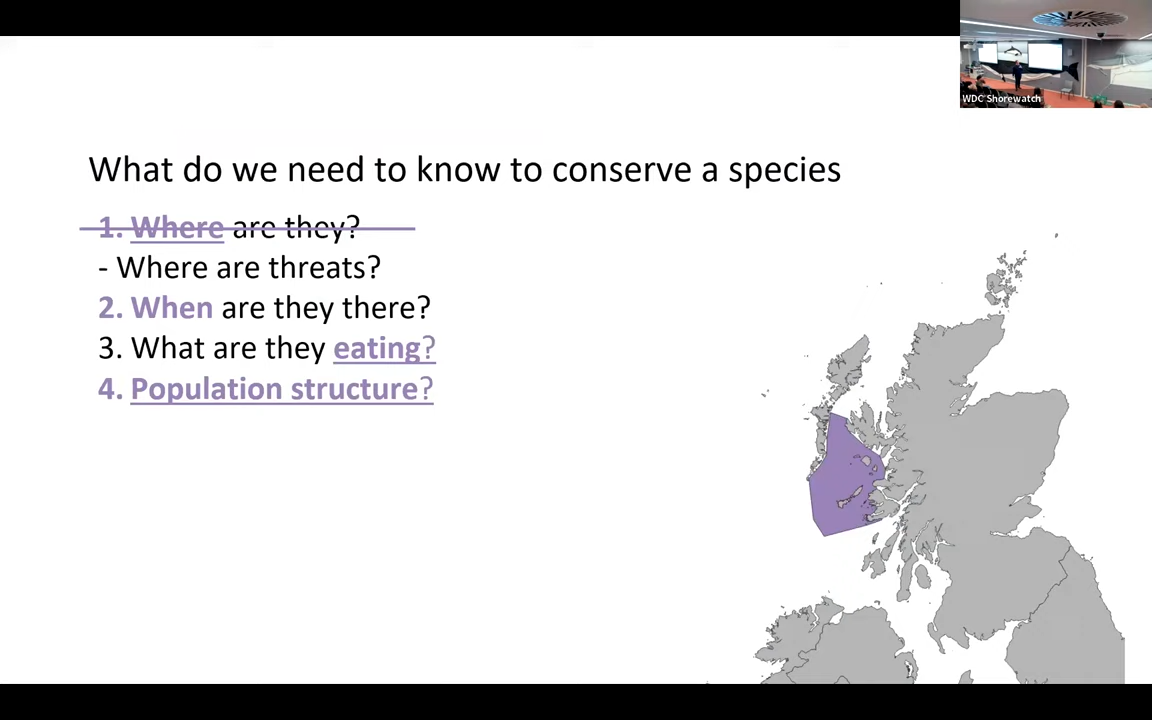 WDC Shorewatch
What do we need to know to conserve a species
1. Where are they?
- Where are threats?
2. When are they there?
3. What are they eating?
4. Population structure?